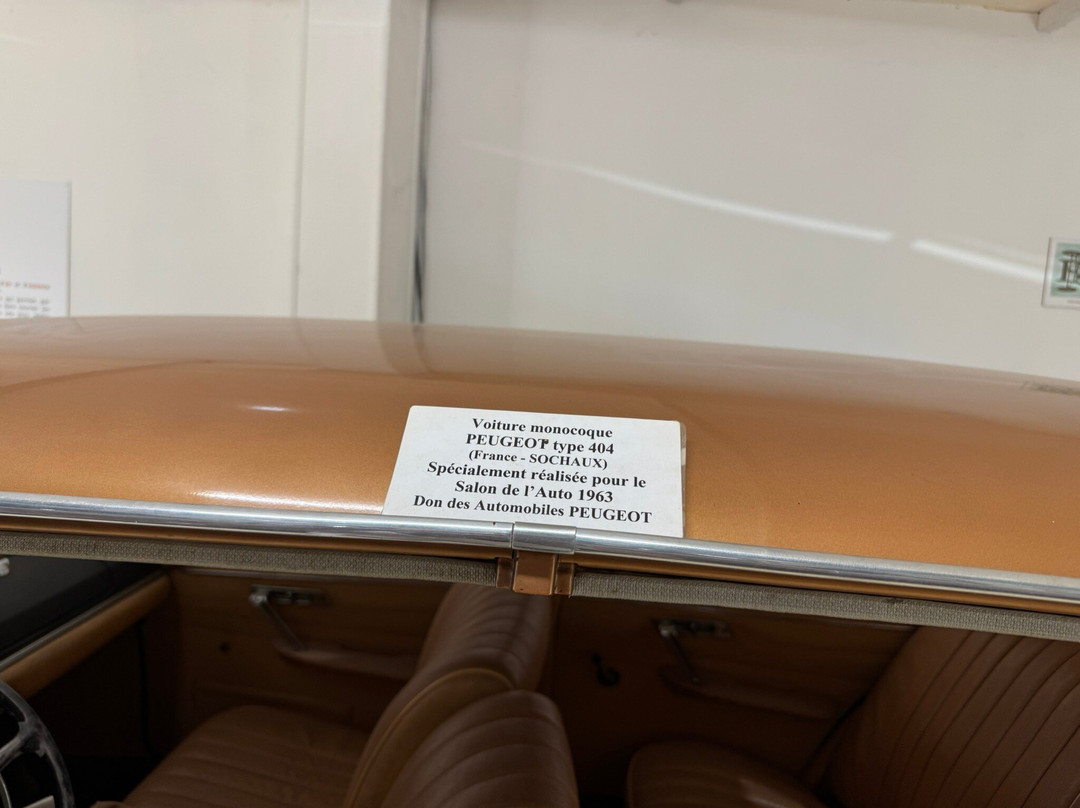 Voiture monocoque
PEUGEOT type 404
(France - SOCHAUX)
Spécialement réalisée pour le
Salon de l'Auto 1963
Don des Automobiles PEUGEOT